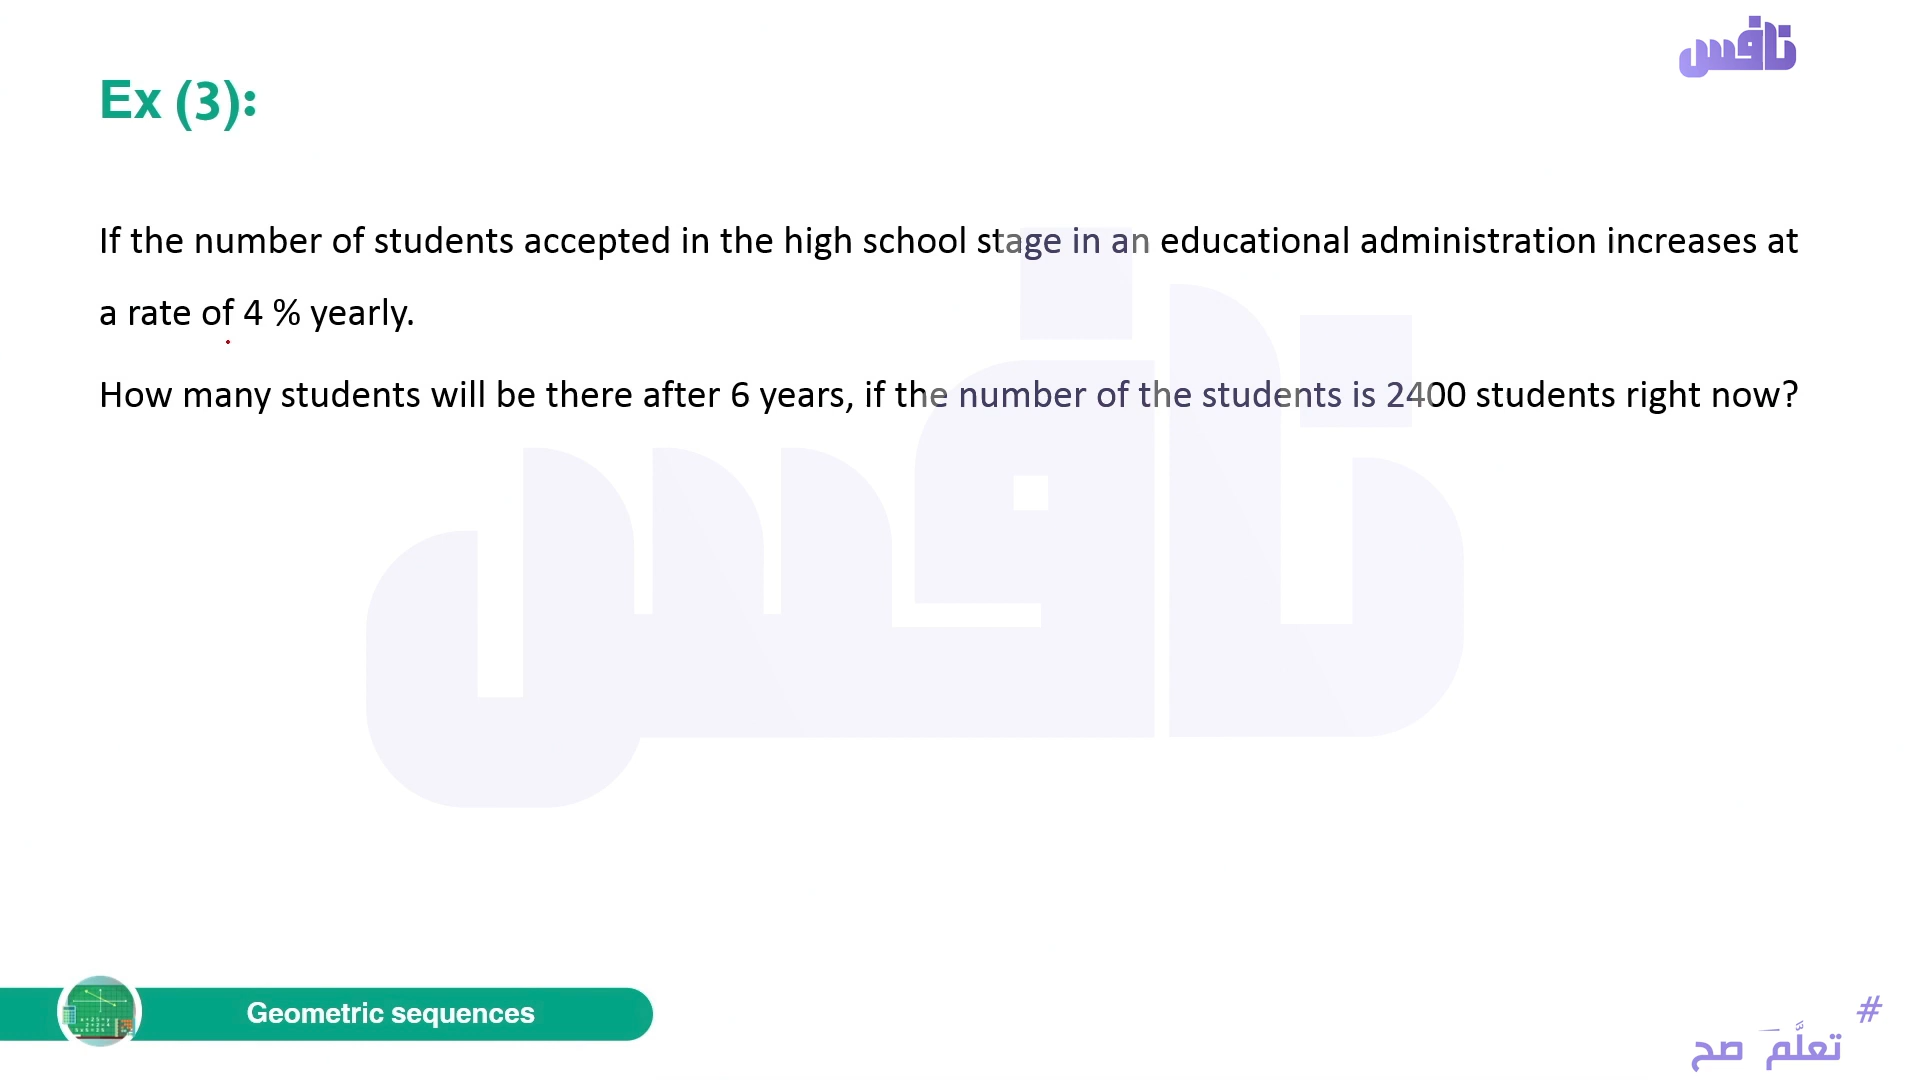 نافس
Ex (3):
If the number of students accepted in the high school stage in an educational administration increases at
a rate of 4 % yearly.
How many students will be there after 6 years, if the number of the students is 2400 students right now?
نافس
Geometric sequences
#
تعلَّم صح